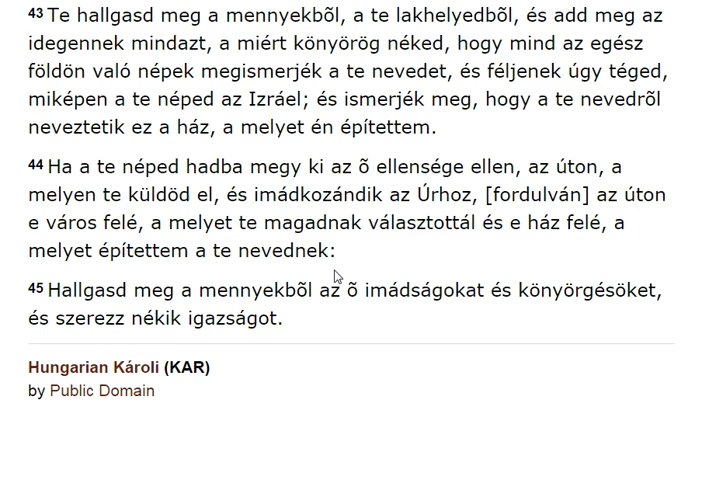 43 Te hallgasd meg a mennyekbõl, a te lakhelyedbõl, és add meg az
idegennek mindazt, a miért könyörög néked, hogy mind az egész
földön való népek megismerjék a te nevedet, és féljenek úgy téged,
miképen a te néped az Izráel; és ismerjék meg, hogy a te nevedrõl
neveztetik ez a ház, a melyet én építettem.
44 Ha a te néped hadba megy ki az õ ellensége ellen, az úton, a
melyen te küldöd el, és imádkozándik az Úrhoz, [fordulván] az úton
e város felé, a melyet te magadnak választottál és e ház felé, a
melyet építettem a te nevednek:
45 Hallgasd meg a mennyekbõl az õ imádságokat és könyörgésöket,
és szerezz nékik igazságot.
Hungarian Károli (KAR)
by Public Domain